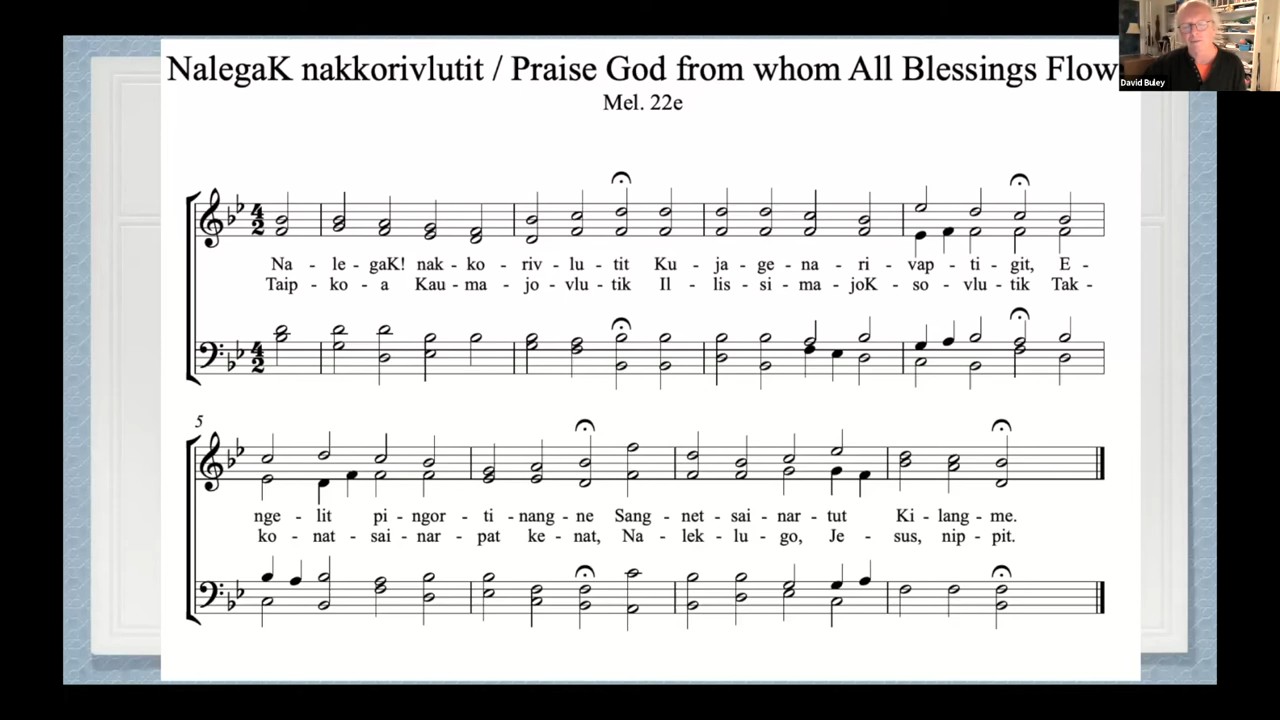 NalegaK nakkorivlutit / Praise God from whom All Blessings Flow
David Buley
Mel. 22e
4 2
Na - le - gaK! nak - ko - riv - lu - tit Ku - ja - ge - na - ri - vap - ti - git, E -
Taip - ko - a Kau - ma - jo - vlu - tik Il - lis - si - ma - joK - so - vlu - tik Tak -
4 2
5
nge - lit pi - ngor - ti - nang - ne Sang - net - sai - nar - tut Ki - lang - me.
ko - nat - sai - nar - pat ke - nat, Na - lek - lu - go, Je - sus, nip - pit.